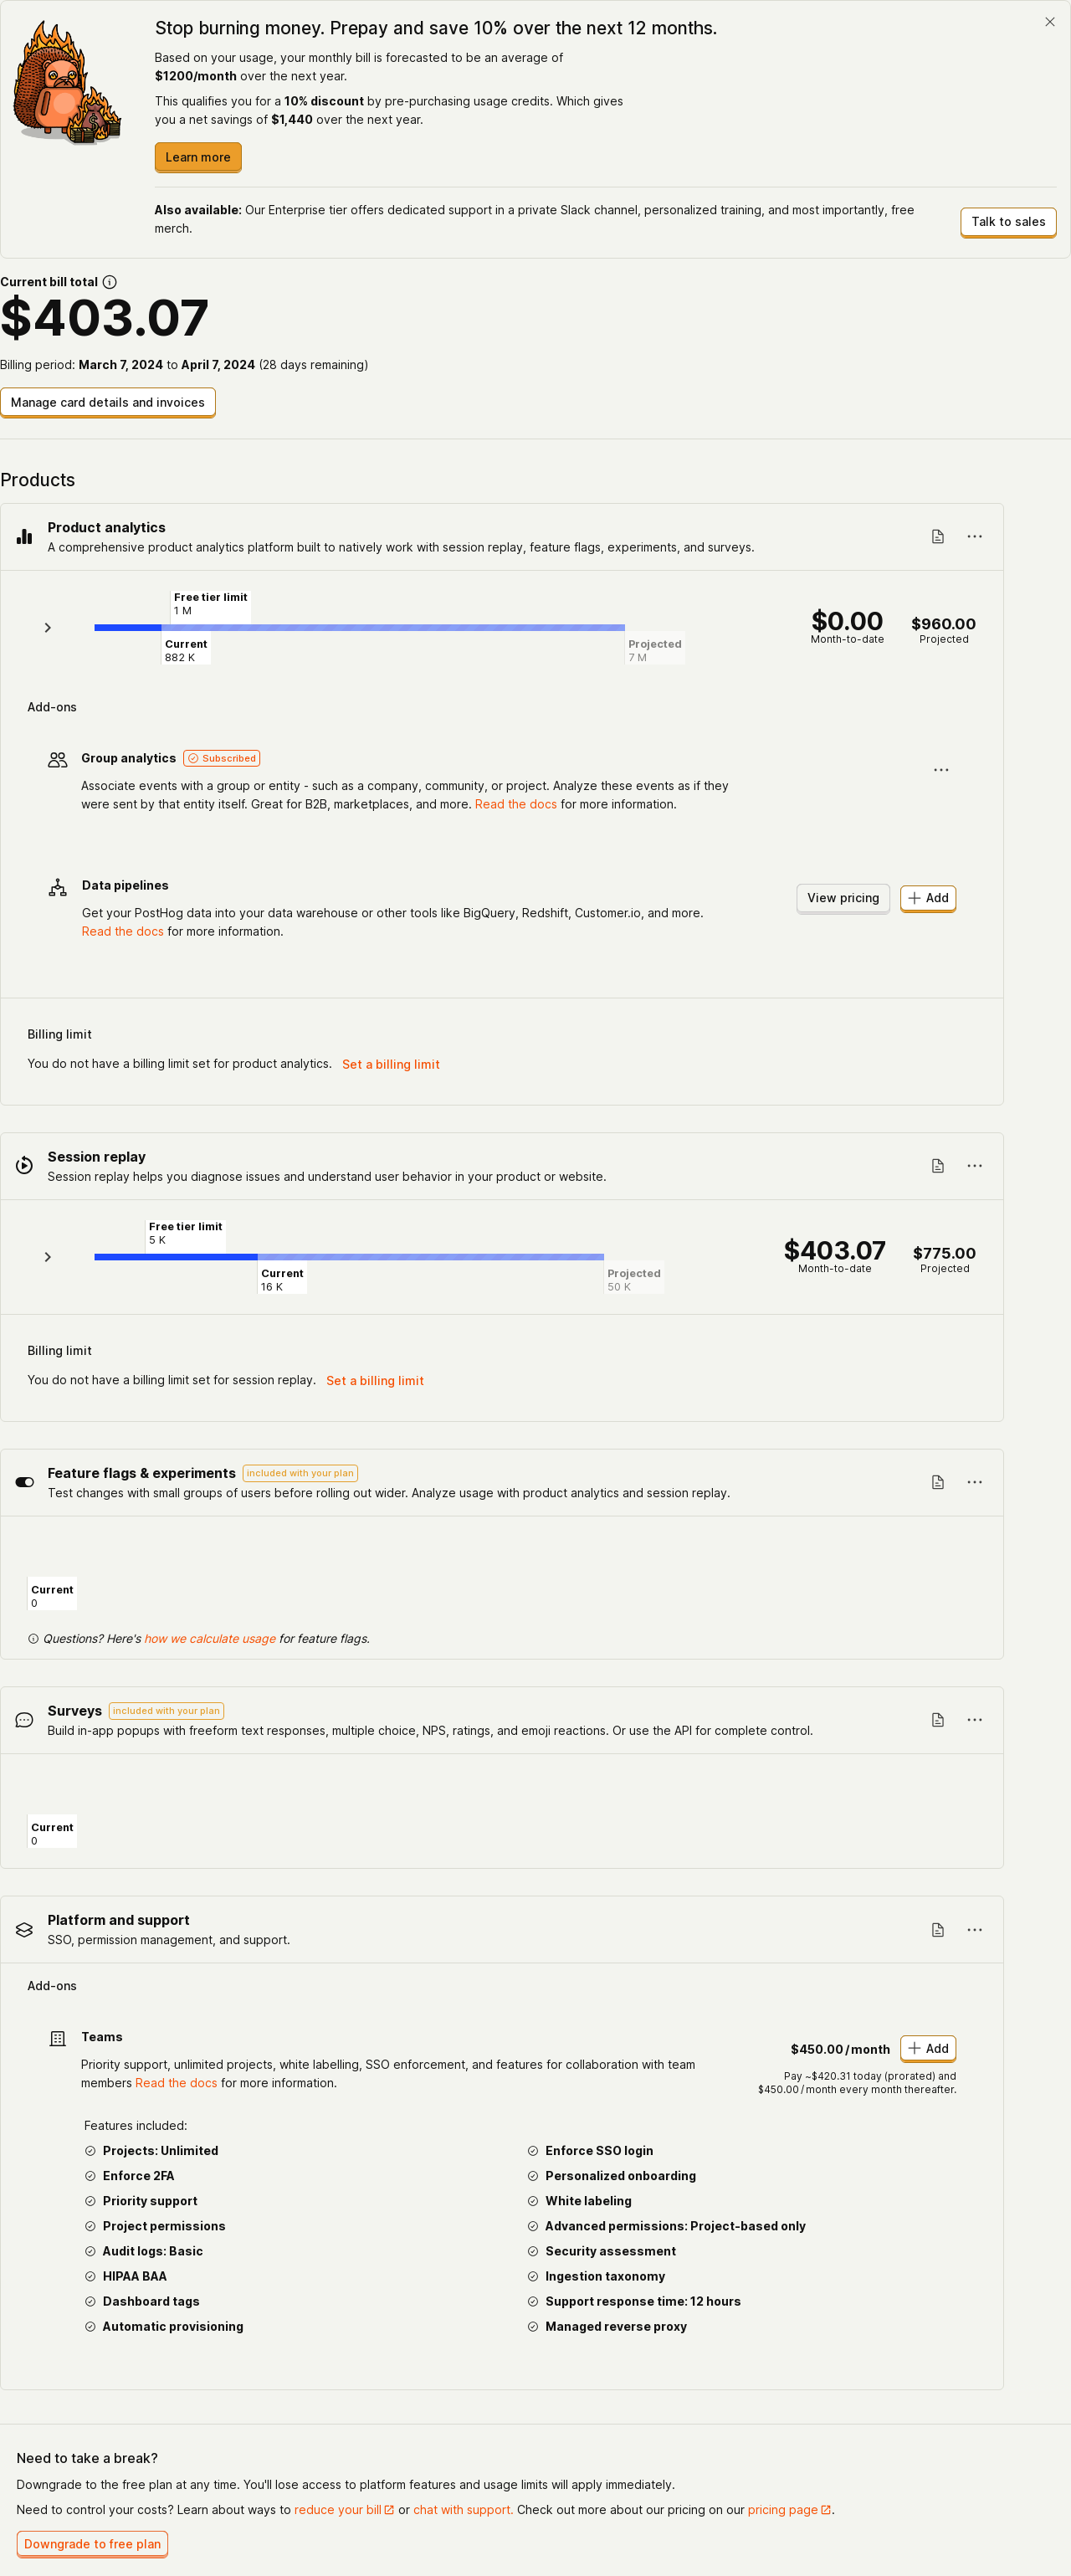 Stop burning money. Prepay and save 10% over the next 12 months.
Based on your usage, your monthly bill is forecasted to be an average of
$1200/month over the next year.
This qualifies you for a 10% discount by pre-purchasing usage credits. Which gives
you a net savings of $1,440 over the next year.
Learn more
Also available: Our Enterprise tier offers dedicated support in a private Slack channel, personalized training, and most importantly, free
merch.
Talk to sales
Current bill total
$403.07
Billing period: March 7, 2024 to April 7, 2024 (28 days remaining)
Manage card details and invoices
Products
Product analytics
A comprehensive product analytics platform built to natively work with session replay, feature flags, experiments, and surveys.
Free tier limit
1 M
Current
882 K
Projected
7 M
$0.00
Month-to-date
$960.00
Projected
Add-ons
Group analytics Subscribed
Associate events with a group or entity - such as a company, community, or project. Analyze these events as if they
were sent by that entity itself. Great for B2B, marketplaces, and more. Read the docs for more information.
Data pipelines
Get your PostHog data into your data warehouse or other tools like BigQuery, Redshift, Customer.io, and more.
Read the docs for more information.
View pricing
Add
Billing limit
You do not have a billing limit set for product analytics. Set a billing limit
Session replay
Session replay helps you diagnose issues and understand user behavior in your product or website.
Free tier limit
5 K
Current
16 K
Projected
50 K
$403.07
Month-to-date
$775.00
Projected
Billing limit
You do not have a billing limit set for session replay. Set a billing limit
Feature flags & experiments included with your plan
Test changes with small groups of users before rolling out wider. Analyze usage with product analytics and session replay.
Current
0
Questions? Here's how we calculate usage for feature flags.
Surveys included with your plan
Build in-app popups with freeform text responses, multiple choice, NPS, ratings, and emoji reactions. Or use the API for complete control.
Current
0
Platform and support
SSO, permission management, and support.
Add-ons
Teams
Priority support, unlimited projects, white labelling, SSO enforcement, and features for collaboration with team
members Read the docs for more information.
$450.00/month
Add
Pay ~$420.31 today (prorated) and
$450.00/month every month thereafter.
Features included:
Projects: Unlimited
Enforce SSO login
Enforce 2FA
Personalized onboarding
Priority support
White labeling
Project permissions
Advanced permissions: Project-based only
Audit logs: Basic
Security assessment
HIPAA BAA
Ingestion taxonomy
Dashboard tags
Support response time: 12 hours
Automatic provisioning
Managed reverse proxy
Need to take a break?
Downgrade to the free plan at any time. You'll lose access to platform features and usage limits will apply immediately.
Need to control your costs? Learn about ways to reduce your bill or chat with support. Check out more about our pricing on our pricing page.
Downgrade to free plan